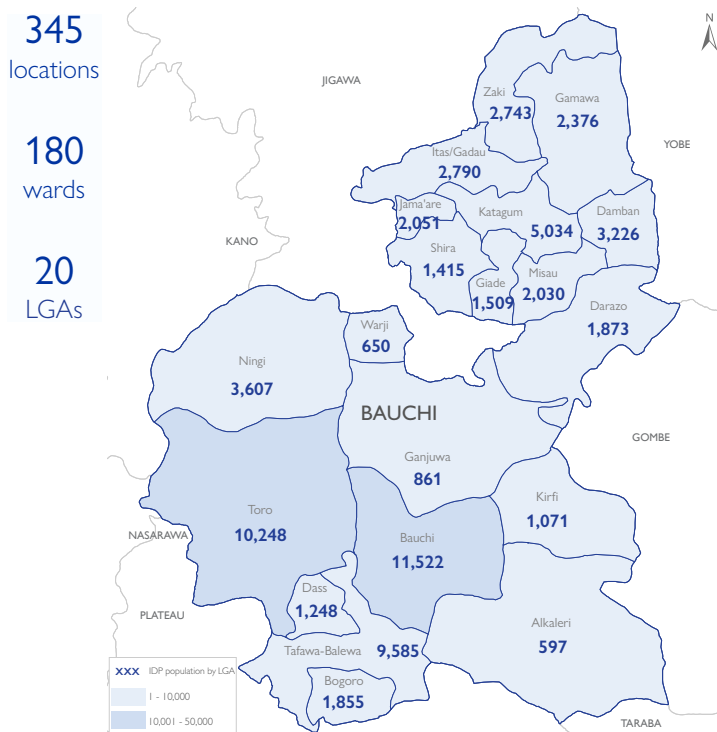 345
locations
180
wards
20
LGAs
N
JIGAWA
YOBE
KANO
GOMBE
NASARAWA
PLATEAU
TARABA
BAUCHI
Zaki
2,743
Gamawa
2,376
Itas/Gadau
2,790
Jama'are
2,051
Katagum
5,034
Damban
3,226
Shira
1,415
Giade
1,509
Misau
2,030
Darazo
1,873
Warji
650
Ningi
3,607
Ganjuwa
861
Toro
10,248
Bauchi
11,522
Kirfi
1,071
Dass
1,248
Alkaleri
597
Tafawa-Balewa 9,585
Bogoro
1,855
XXX IDP population by LGA
1 - 10,000
10,001 - 50,000